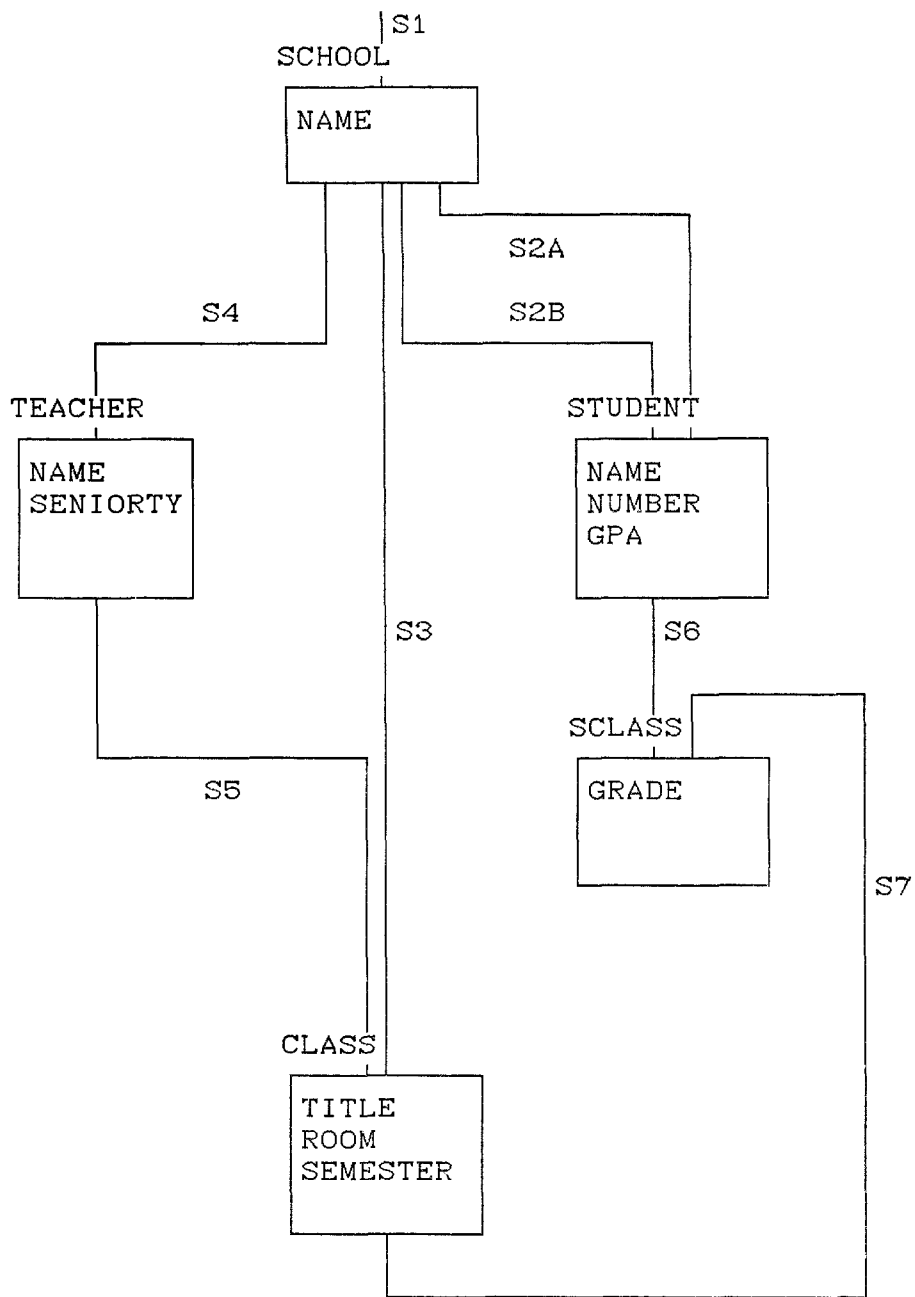 S1
SCHOOL
NAME
S2A
S4
S2B
TEACHER
STUDENT
NAME
SENIORTY
NAME
NUMBER
GPA
S3
S6
SCLASS
S5
GRADE
S7
CLASS
TITLE
ROOM
SEMESTER